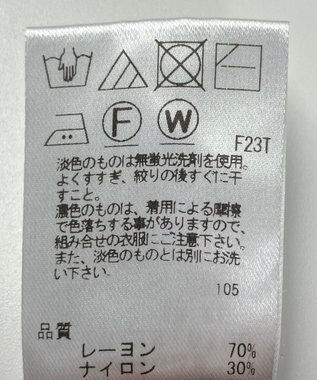 F W
F23T
淡色のものは無蛍光洗剤を使用。
よくすすぎ、絞りの後すぐに干
すこと。
濃色のものは、着用による摩擦
で色落ちする事がありますので、
組み合せの衣服にご注意下さい。
また、淡色のものとは別にお洗
い下さい。
105
品質
レーヨン 70%
ナイロン 30%